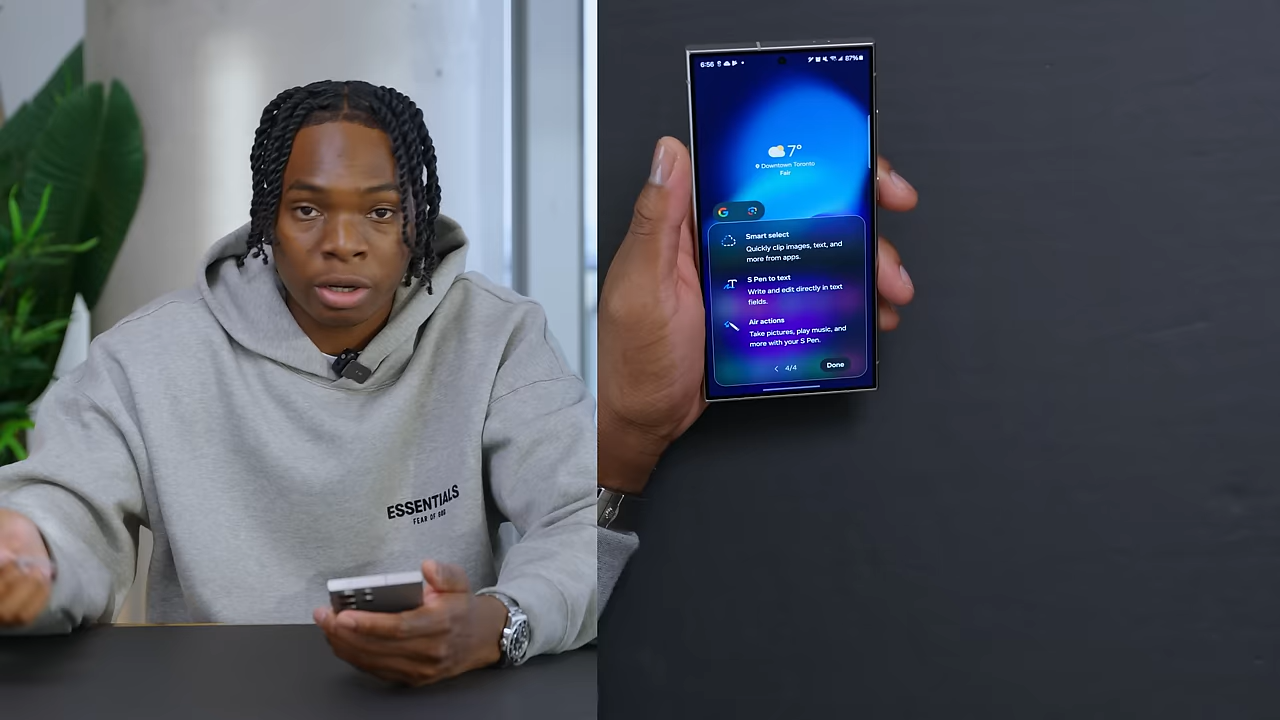 ESSENTIALS
FEAR OF GOD
6:56
87%
7°
Downtown Toronto
Fair
Smart select
Quickly clip images, text, and
more from apps.
S Pen to text
Write and edit directly in text
fields.
Air actions
Take pictures, play music, and
more with your S Pen.
< 4/4
Done